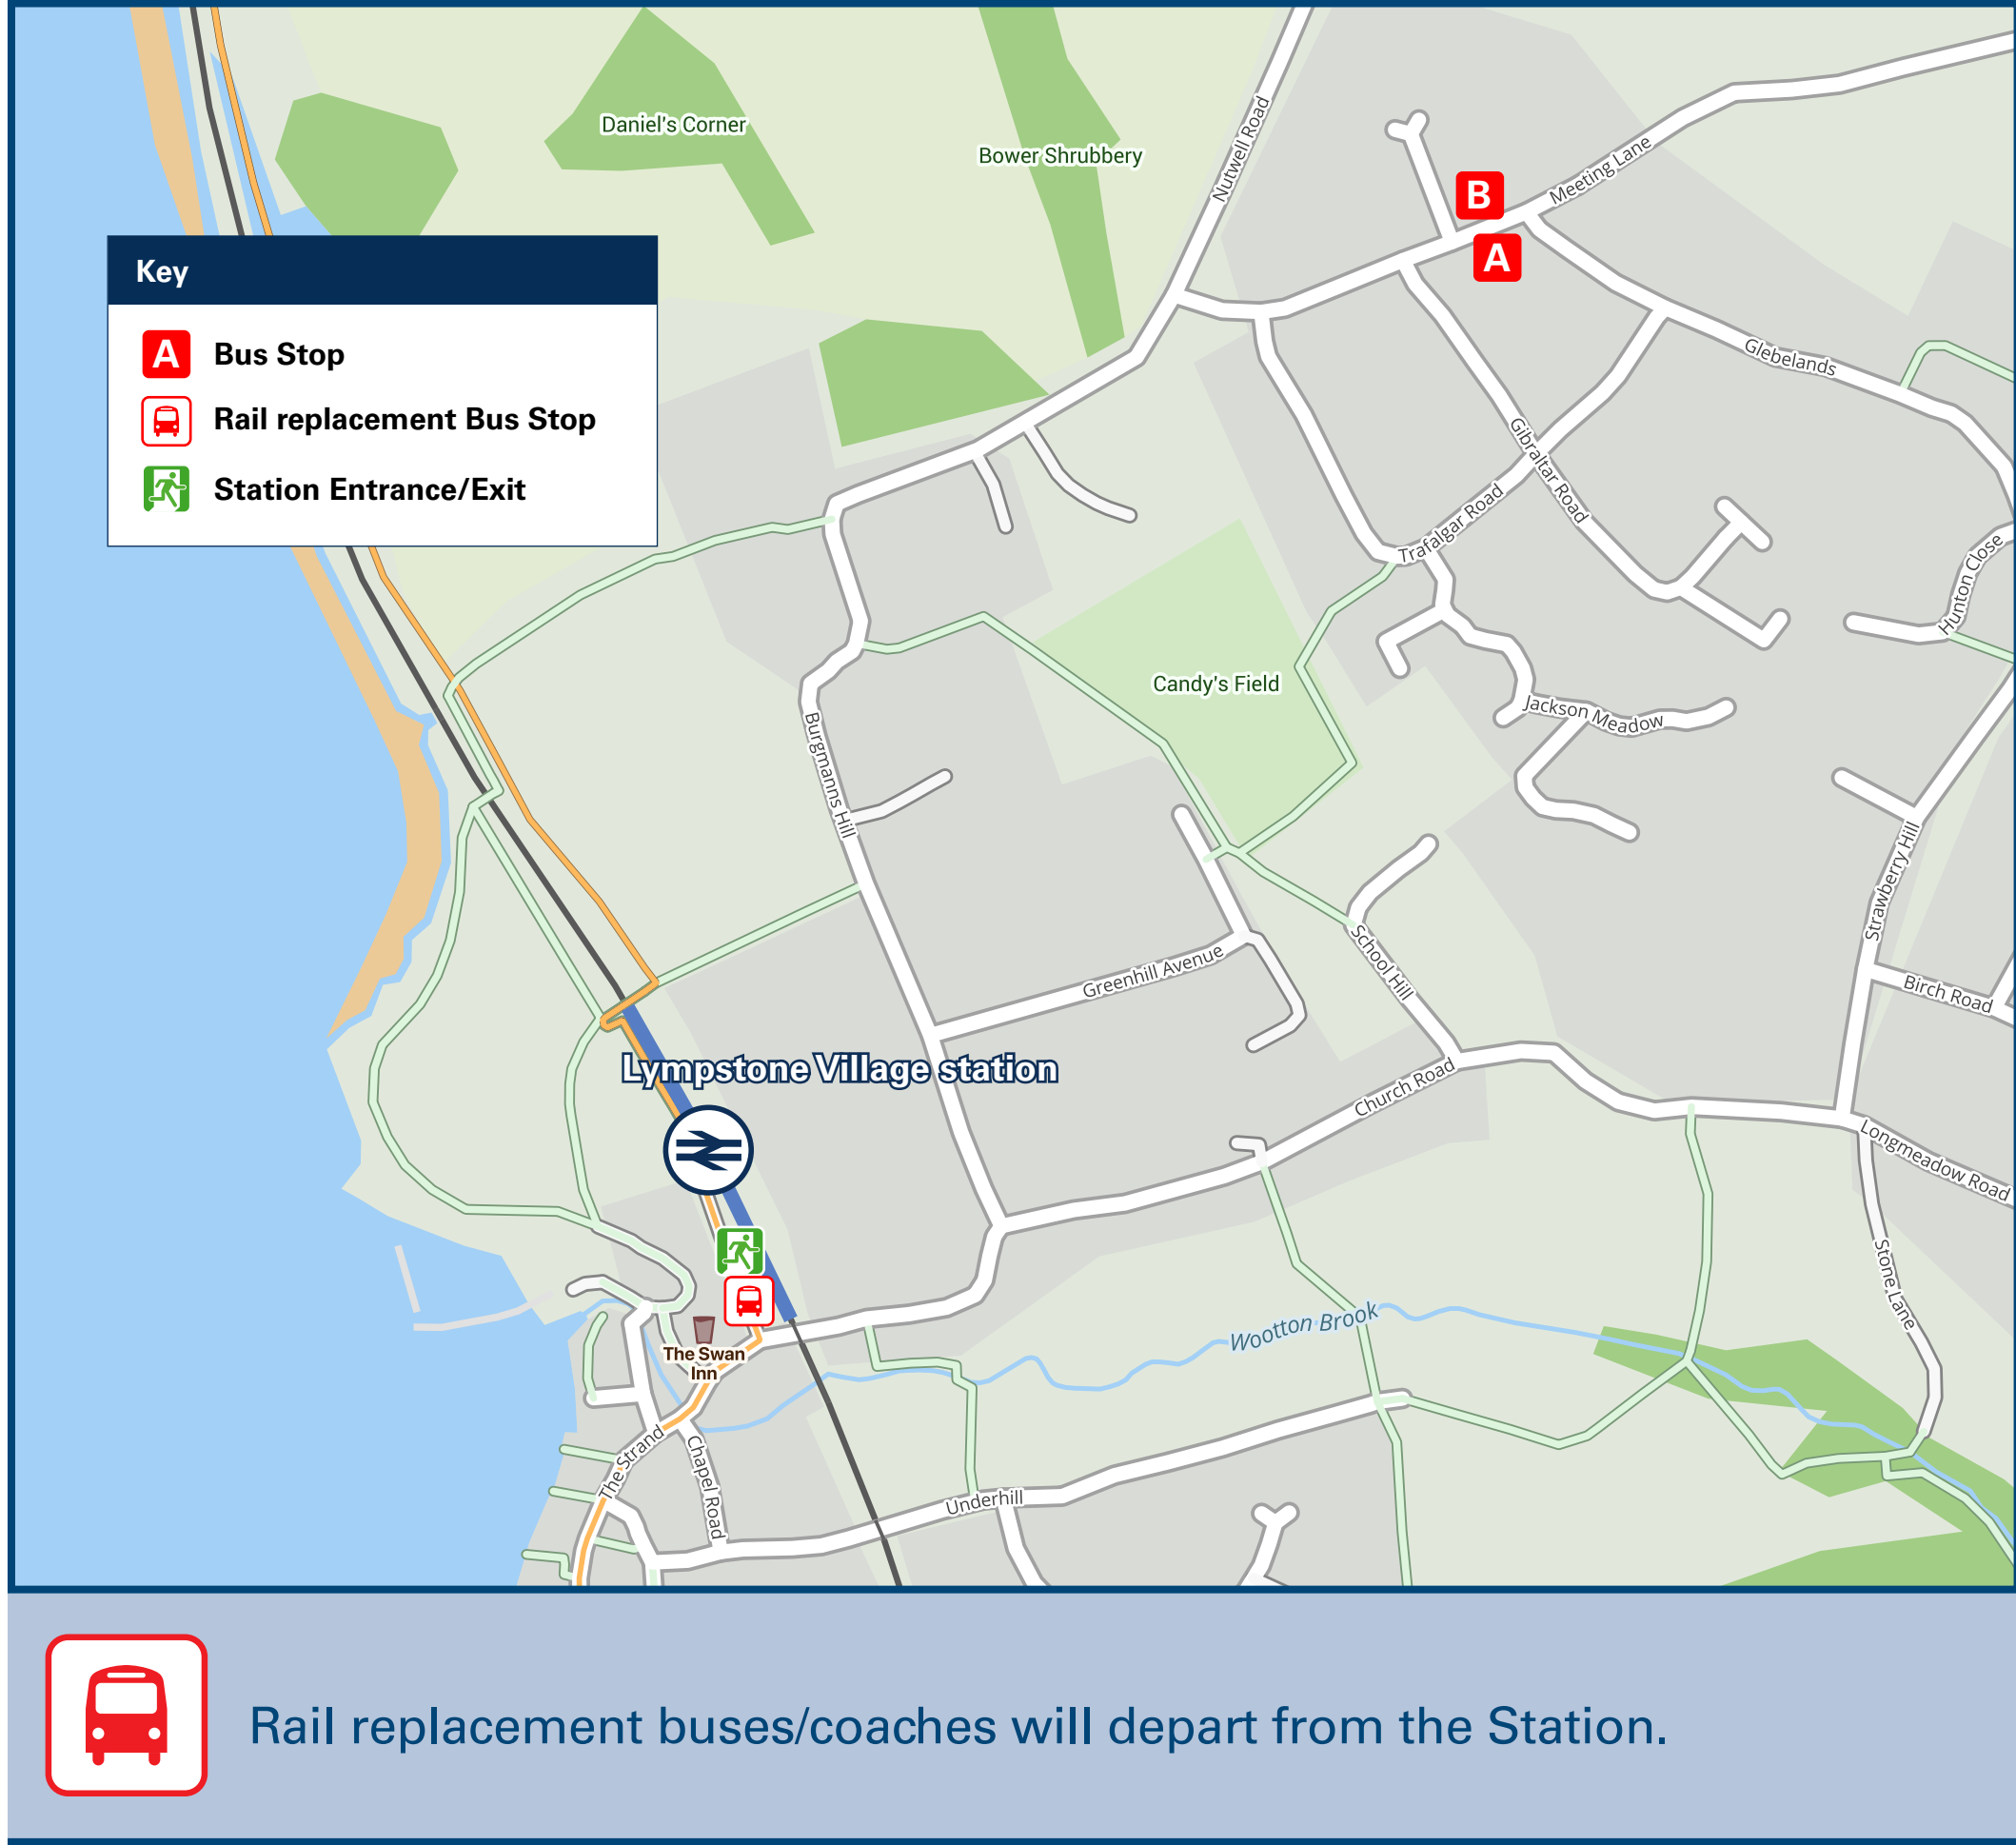 Daniel's Corner
Bower Shrubbery
Nutwell Road
Meeting Lane
B
A
Key
A Bus Stop
Rail replacement Bus Stop
Station Entrance/Exit
Glebelands
Gibraltar Road
Trafalgar Road
Hunton Close
Candy's Field
Jackson Meadow
Burgmanns Hill
Strawberry Hill
School Hill
Greenhill Avenue
Birch Road
Lympstone Village station
Church Road
Longmeadow Road
Stone Lane
Wootton Brook
The Swan
Inn
The Strand
Chapel Road
Underhill
Rail replacement buses/coaches will depart from the Station.